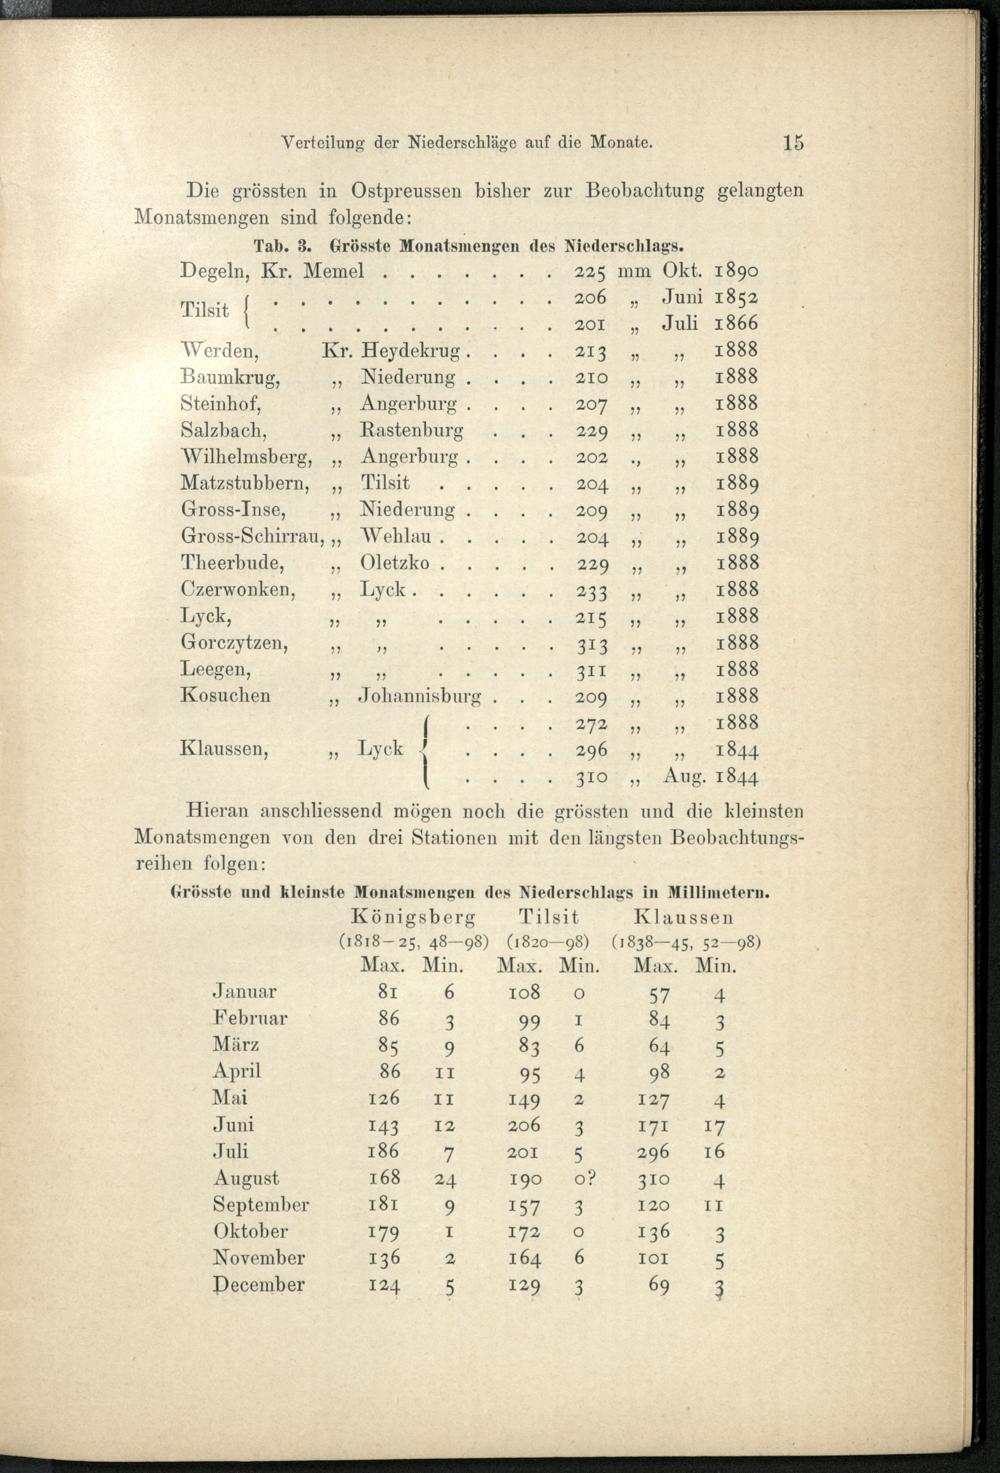 Verteilung der Niederschläge auf die Monate. 15
Die grössten in Ostpreussen bisher zur Beobachtung gelangten
Monatsmengen sind folgende:
Tab. 3. Grösste Monatsmengen des Niederschlags.
Degeln, Kr. Memel . . . . . . . 225 mm Okt. 1890
Tilsit { . . . . . . . . . . . 206 „ Juni 1852
. . . . . . . . . . . 201 „ Juli 1866
Werden, Kr. Heydekrug . . . . 213 „ „ 1888
Baumkrug, „ Niederung . . . . 210 „ „ 1888
Steinhof, „ Angerburg . . . . 207 „ „ 1888
Salzbach, „ Rastenburg . . . 229 „ „ 1888
Wilhelmsberg, „ Angerburg . . . . 202 „ „ 1888
Matzstubbern, „ Tilsit . . . . . 204 „ „ 1889
Gross-Inse, „ Niederung . . . . 209 „ „ 1889
Gross-Schirrau, „ Wehlau . . . . . 204 „ „ 1889
Theerbude, „ Oletzko . . . . . 229 „ „ 1888
Czerwonken, „ Lyck . . . . . . 233 „ „ 1888
Lyck, „ „ . . . . . 215 „ „ 1888
Gorczytzen, „ „ . . . . . 313 „ „ 1888
Leegen, „ „ . . . . . 311 „ „ 1888
Kosuchen „ Johannisburg . . . 209 „ „ 1888
. . . . 272 „ „ 1888
Klaussen, „ Lyck { . . . . 296 „ „ 1844
. . . . 310 „ Aug. 1844
Hieran anschliessend mögen noch die grössten und die kleinsten
Monatsmengen von den drei Stationen mit den längsten Beobachtungs-
reihen folgen:
Grösste und kleinste Monatsmengen des Niederschlags in Millimetern.
Königsberg Tilsit Klaussen
(1818—25, 48—98) (1820—98) (1838—45, 52—98)
Max. Min. Max. Min. Max. Min.
Januar 81 6 108 0 57 4
Februar 86 3 99 1 84 3
März 85 9 83 6 64 5
April 86 11 95 4 98 2
Mai 126 11 149 2 127 4
Juni 143 12 206 3 171 17
Juli 186 7 201 5 296 16
August 168 24 190 0? 310 4
September 181 9 157 3 120 11
Oktober 179 1 172 0 136 3
November 136 2 164 6 101 5
December 124 5 129 3 69 3